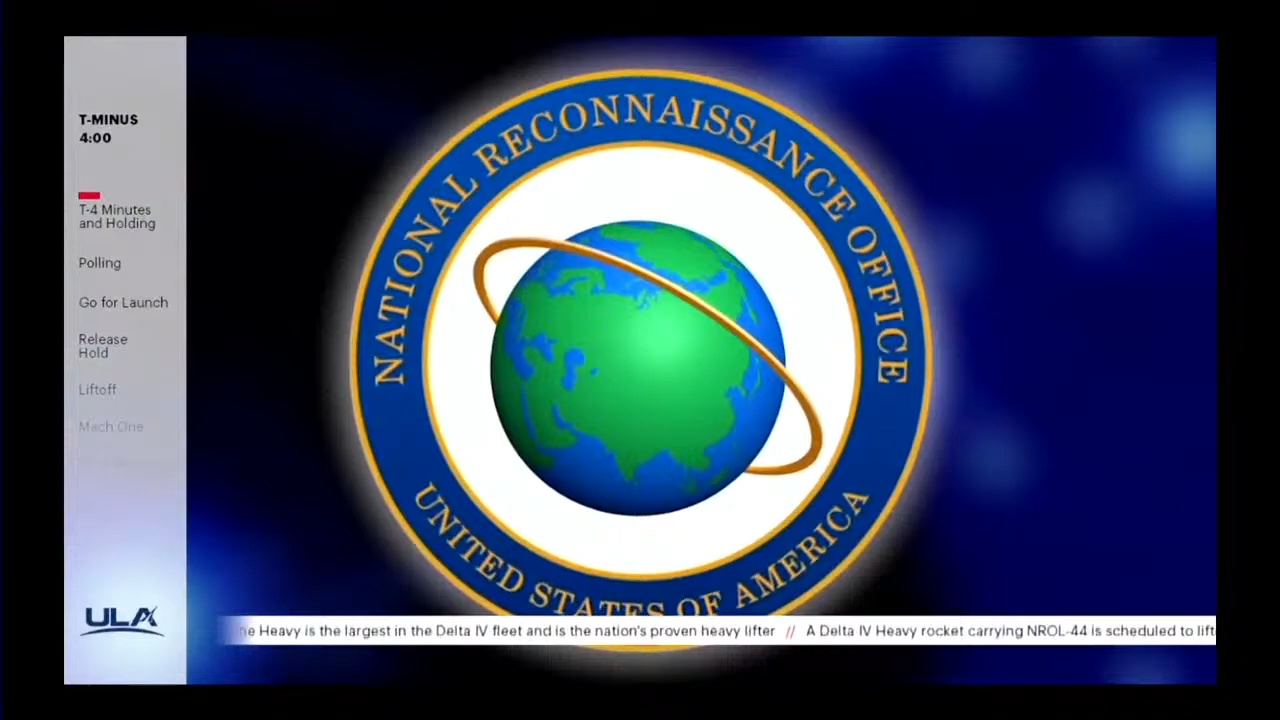 T-MINUS
4:00
T-4 Minutes
and Holding
Polling
Go for Launch
Release
Hold
Liftoff
Mach One
ULA
NATIONAL RECONNAISSANCE OFFICE
UNITED STATES OF AMERICA
Heavy is the largest in the Delta IV fleet and is the nation's proven heavy lifter // A Delta IV Heavy rocket carrying NROL-44 is scheduled to